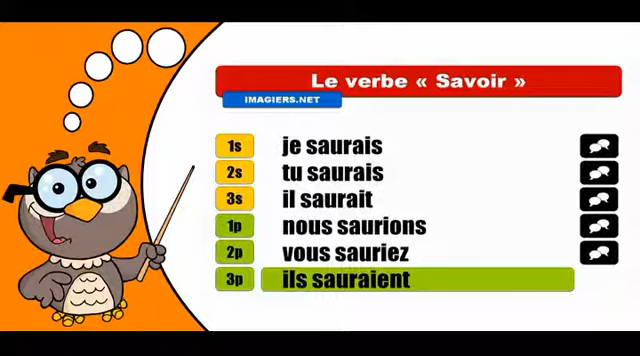 Le verbe « Savoir »
IMAGIERS.NET
1s je saurais
2s tu saurais
3s il saurait
1p nous saurions
2p vous sauriez
3p ils sauraient